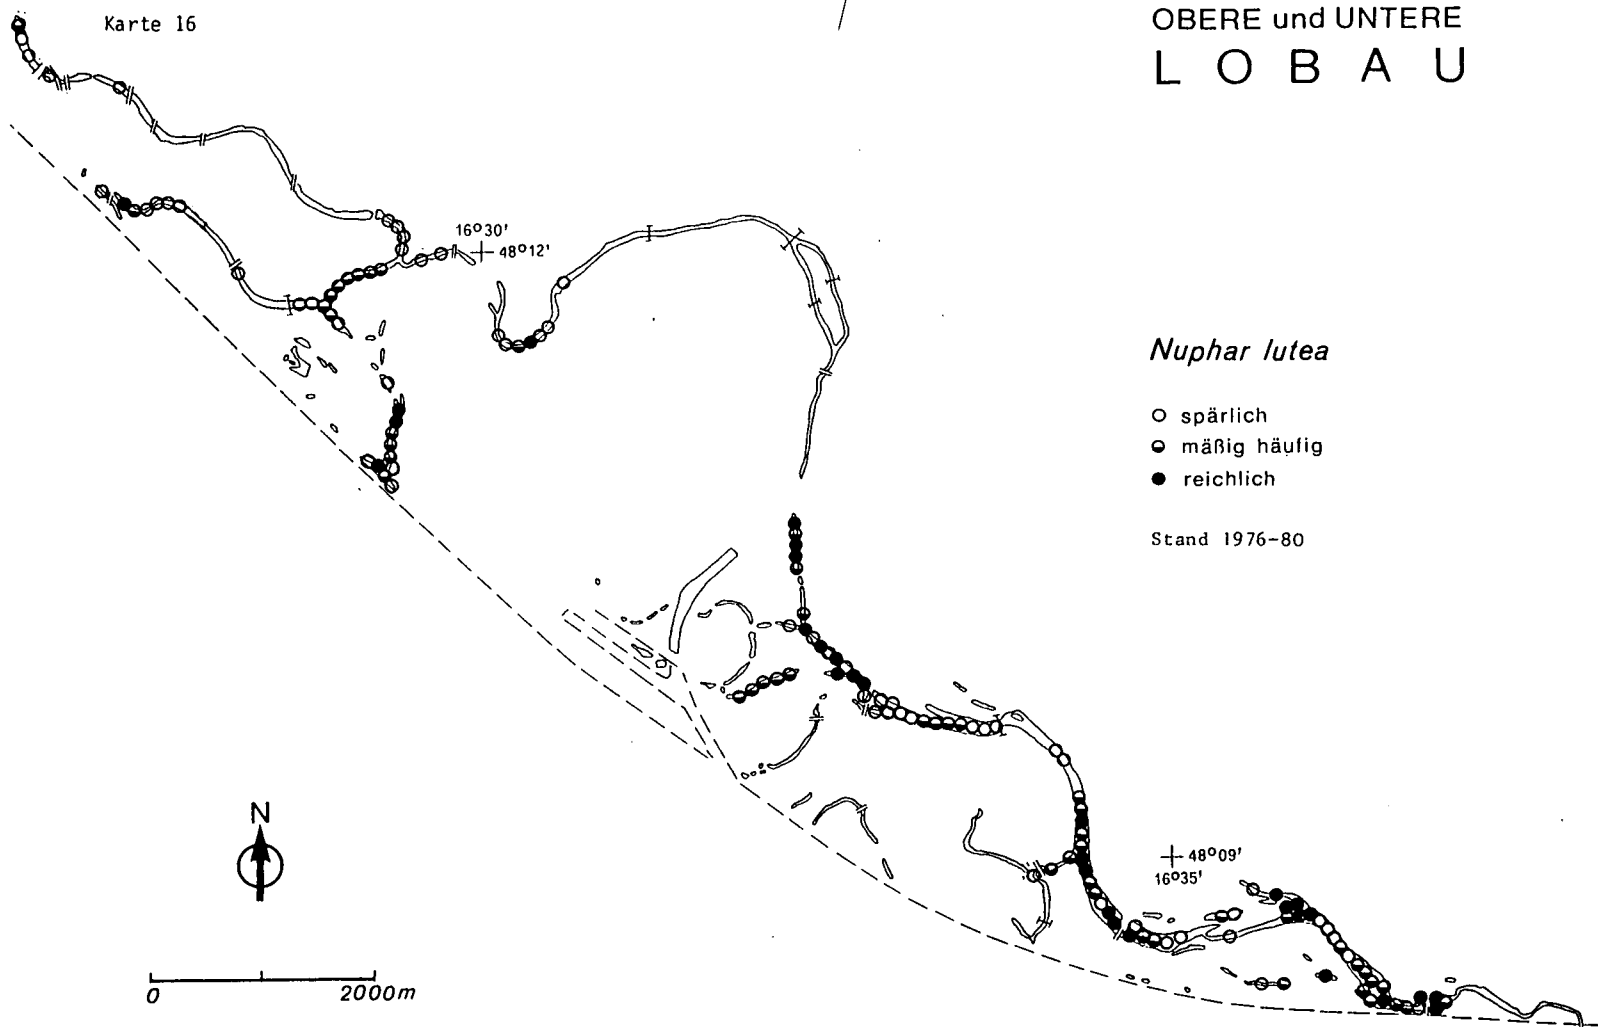 Karte 16
OBERE und UNTERE
LOBAU
16°30'
48°12'
Nuphar lutea
spärlich
mäßig häufig
reichlich
Stand 1976-80
N
48°09'
16°35'
0 2000m